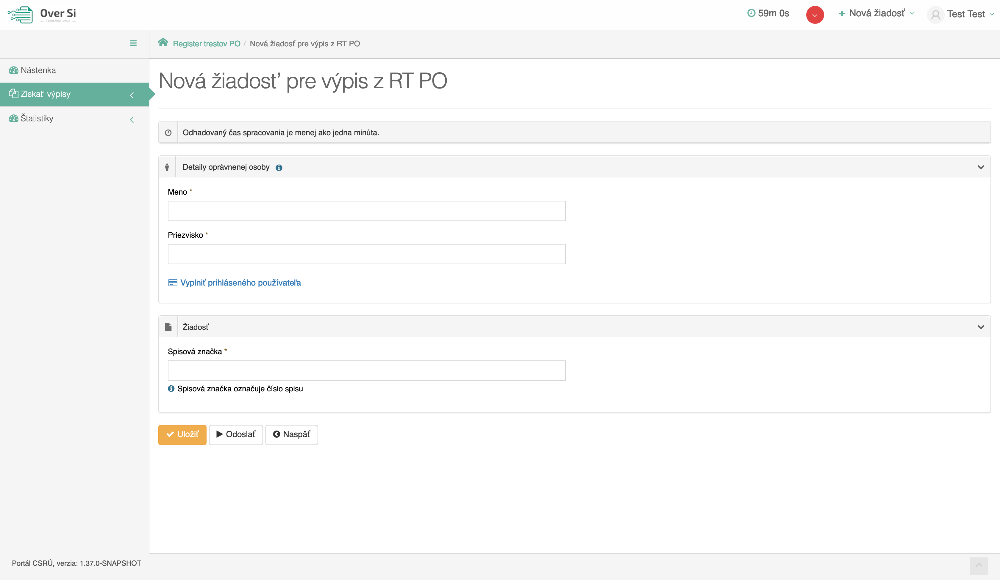 Over Si
– Centrálne údaje –
59m 0s
Nová žiadosť
Test Test
Register trestov PO / Nová žiadosť pre výpis z RT PO
Nástenka
Získať výpisy
Štatistiky
Nová žiadosť pre výpis z RT PO
Odhadovaný čas spracovania je menej ako jedna minúta.
Detaily oprávnenej osoby
Meno *
Priezvisko *
Vyplniť prihláseného používateľa
Žiadosť
Spisová značka *
Spisová značka označuje číslo spisu
Uložiť
Odoslať
Naspäť
Portál CSRÚ, verzia: 1.37.0-SNAPSHOT